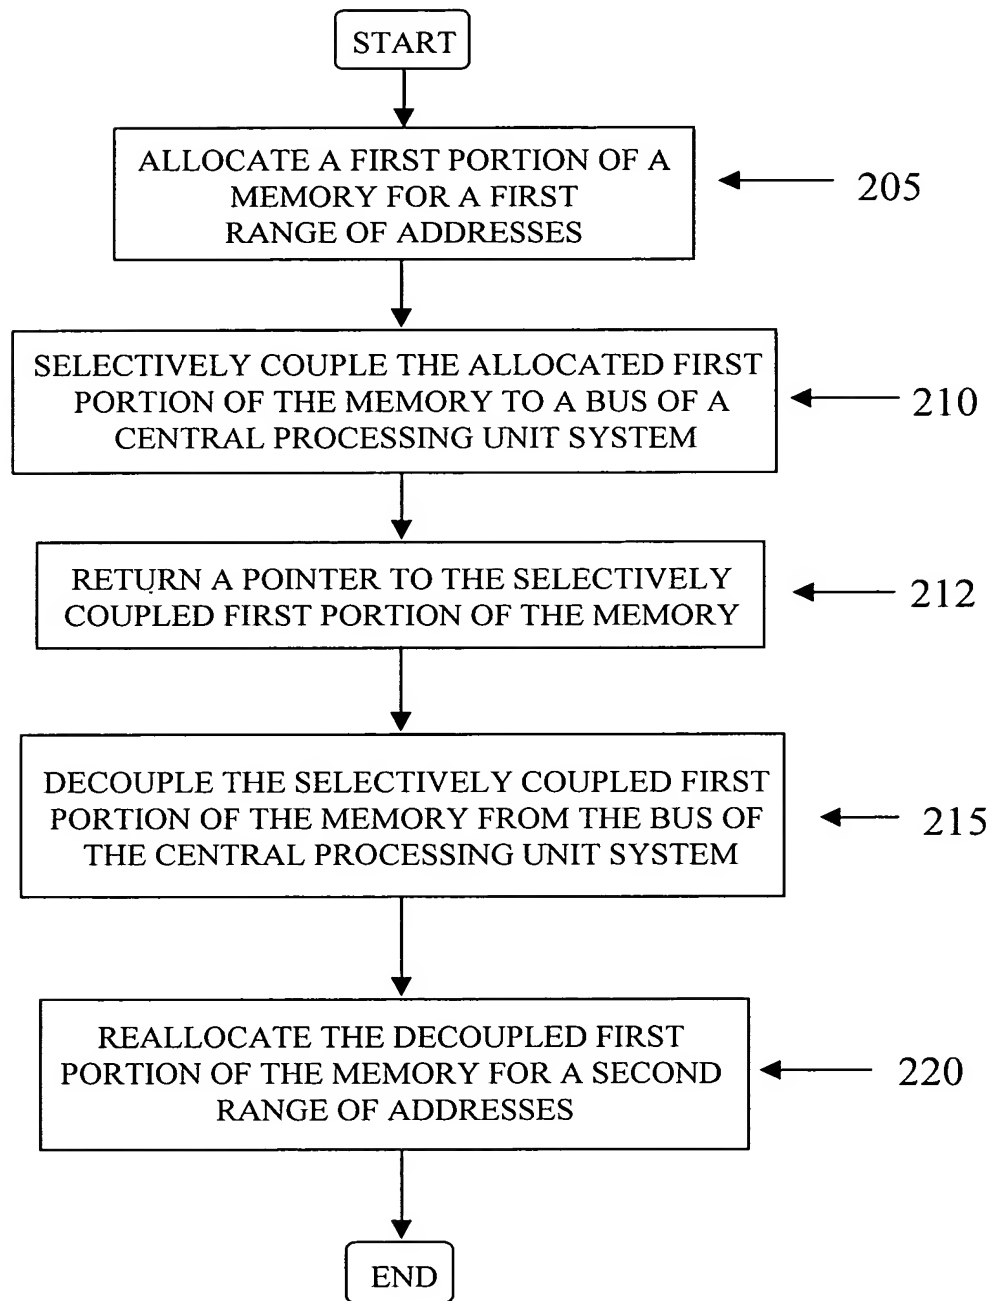 START
ALLOCATE A FIRST PORTION OF A
MEMORY FOR A FIRST
RANGE OF ADDRESSES
205
SELECTIVELY COUPLE THE ALLOCATED FIRST
PORTION OF THE MEMORY TO A BUS OF A
CENTRAL PROCESSING UNIT SYSTEM
210
RETURN A POINTER TO THE SELECTIVELY
COUPLED FIRST PORTION OF THE MEMORY
212
DECOUPLE THE SELECTIVELY COUPLED FIRST
PORTION OF THE MEMORY FROM THE BUS OF
THE CENTRAL PROCESSING UNIT SYSTEM
215
REALLOCATE THE DECOUPLED FIRST
PORTION OF THE MEMORY FOR A SECOND
RANGE OF ADDRESSES
220
END